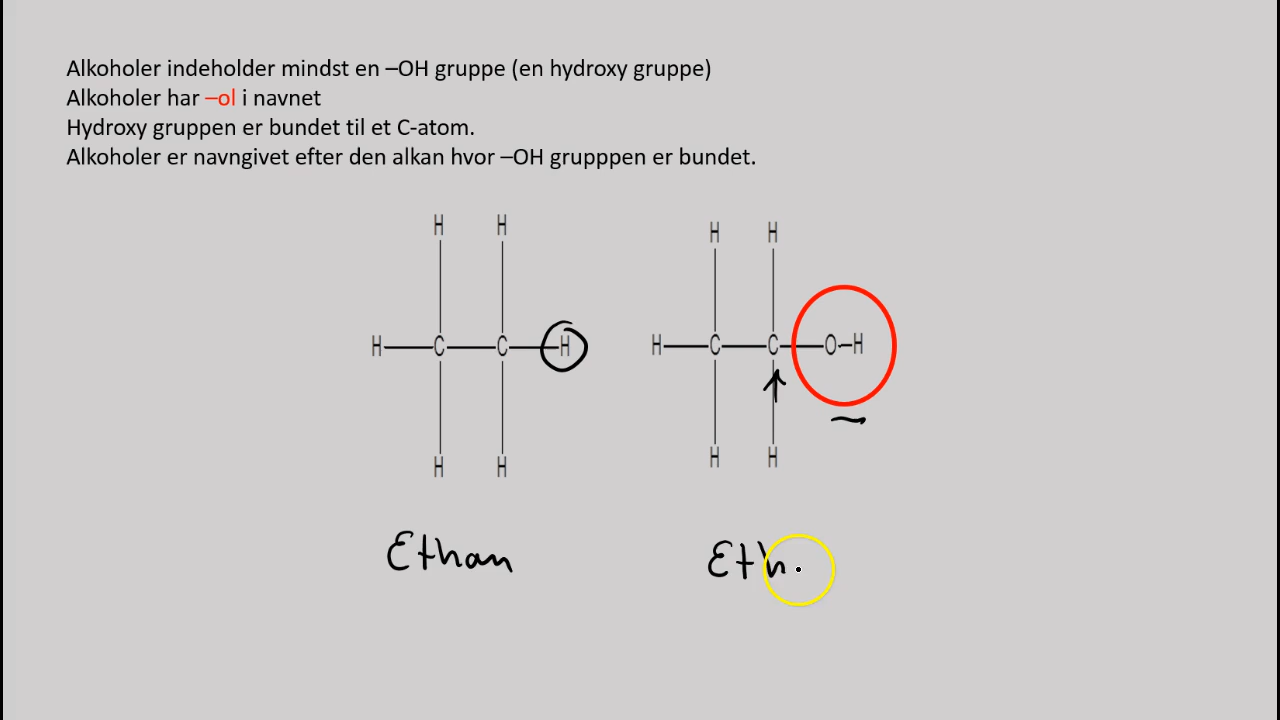 Alkoholer indeholder mindst en –OH gruppe (en hydroxy gruppe)
Alkoholer har –ol i navnet
Hydroxy gruppen er bundet til et C-atom.
Alkoholer er navngivet efter den alkan hvor –OH grupppen er bundet.
H H H H
H C C H H C C O–H
H H H H
Ethan Eth